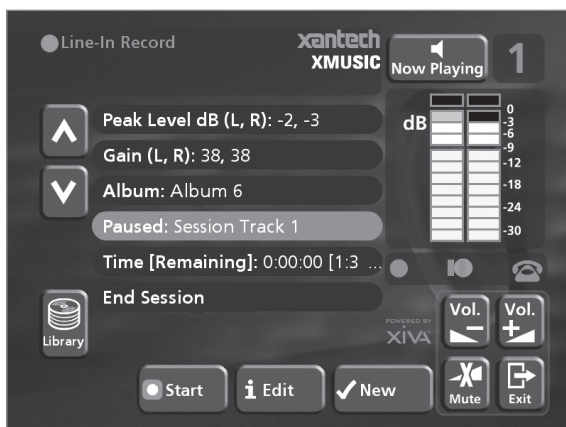 Line-In Record
xantech
XMUSIC
Now Playing
1
Peak Level dB (L, R): -2, -3
Gain (L, R): 38, 38
Album: Album 6
Paused: Session Track 1
Time [Remaining]: 0:00:00 [1:3 ...
End Session
dB
0
-3
-6
-9
-12
-18
-24
-30
Library
POWERED BY
XiVA
Vol.
Vol.
Start
i Edit
New
Mute
Exit